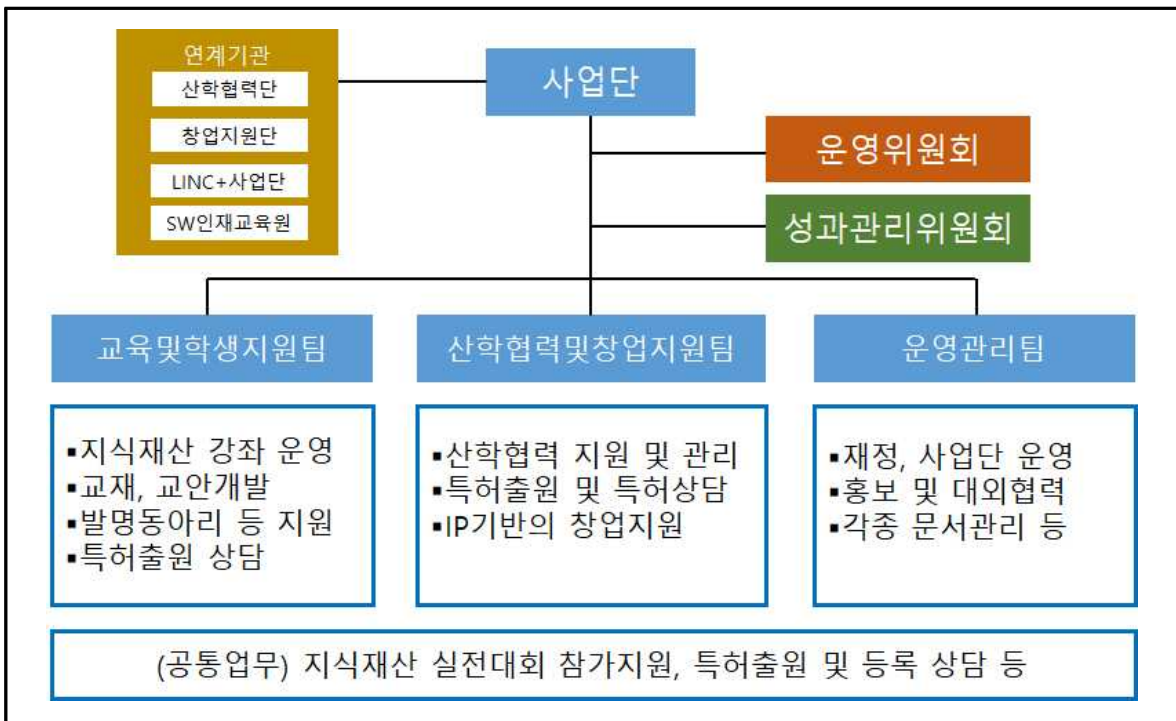 연계기관
산학협력단
창업지원단
LINC+사업단
SW인재교육원
사업단
운영위원회
성과관리위원회
교육및학생지원팀
▪지식재산 강좌 운영
▪교재, 교안개발
▪발명동아리 등 지원
▪특허출원 상담
산학협력및창업지원팀
▪산학협력 지원 및 관리
▪특허출원 및 특허상담
▪IP기반의 창업지원
운영관리팀
▪재정, 사업단 운영
▪홍보 및 대외협력
▪각종 문서관리 등
(공통업무) 지식재산 실전대회 참가지원, 특허출원 및 등록 상담 등